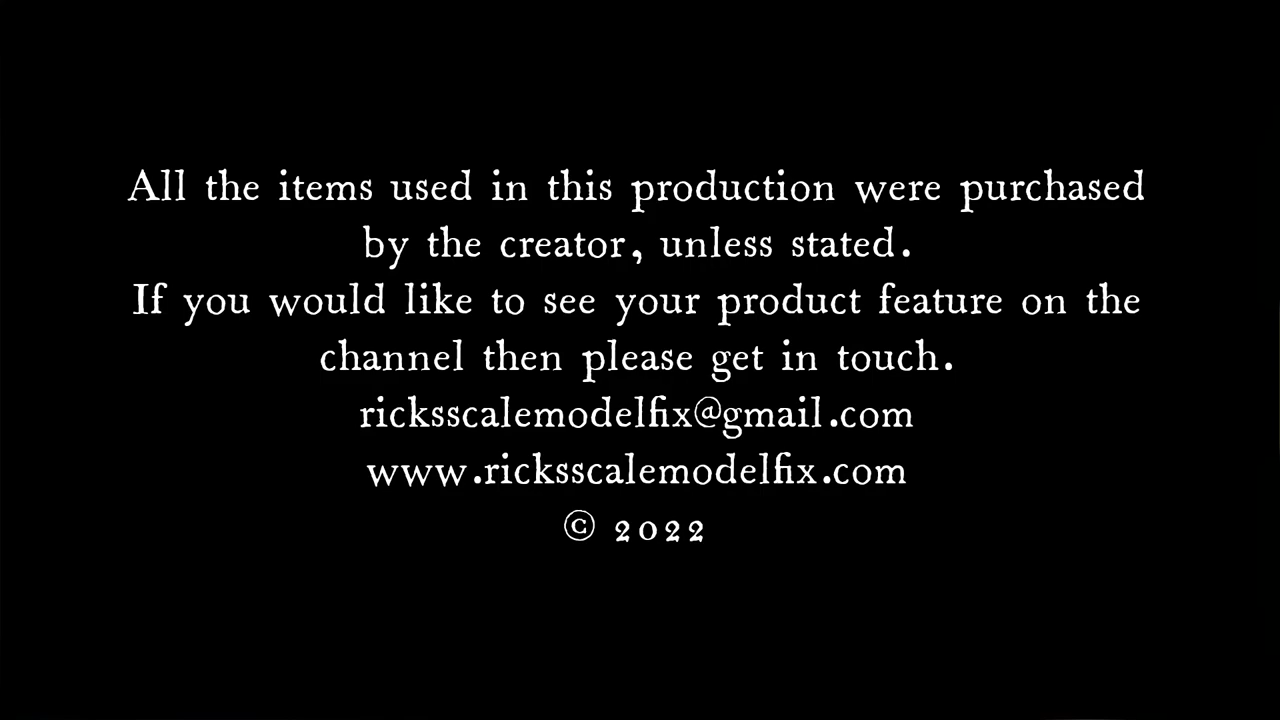 All the items used in this production were purchased
by the creator, unless stated.
If you would like to see your product feature on the
channel then please get in touch.
ricksscalemodelfix@gmail.com
www.ricksscalemodelfix.com
© 2022